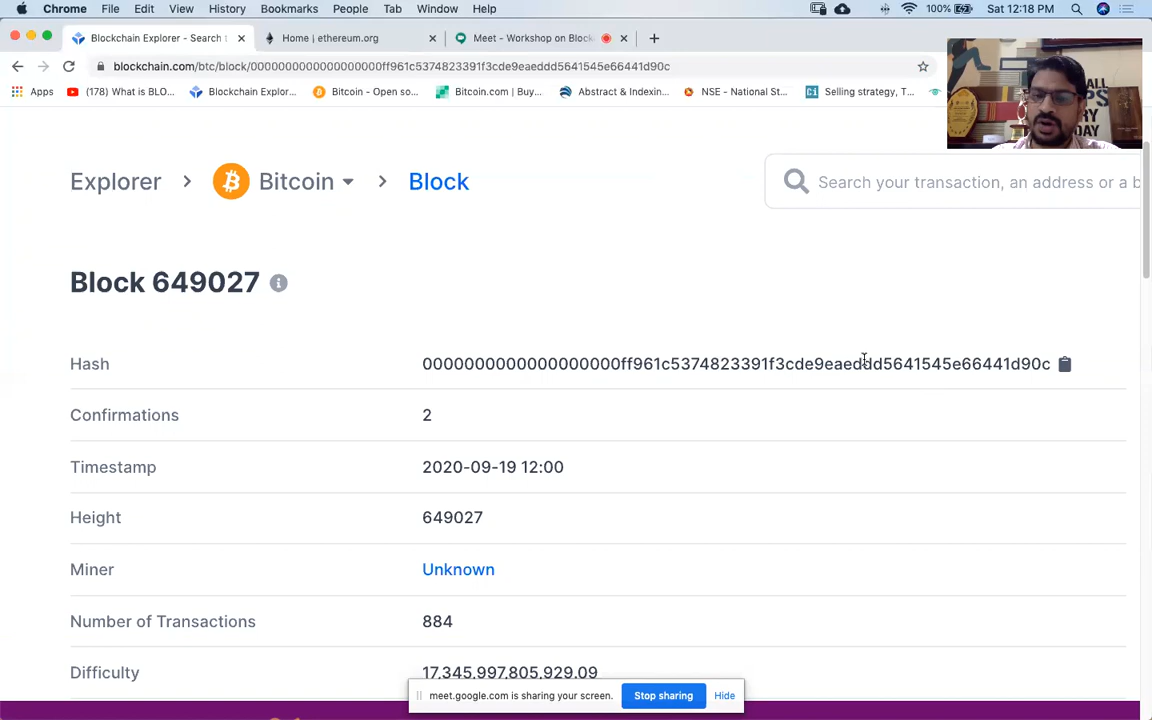 Chrome File Edit View History Bookmarks People Tab Window Help 100% Sat 12:18 PM
Blockchain Explorer - Search t Home | ethereum.org Meet - Workshop on Block
blockchain.com/btc/block/0000000000000000000ff961c5374823391f3cde9eaeddd5641545e66441d90c
Apps (178) What is BLO... Blockchain Explor... Bitcoin - Open so... Bitcoin.com | Buy,... Abstract & Indexin... NSE - National St... Selling strategy, T...
ALL
DAY
Explorer > Bitcoin > Block
Search your transaction, an address or a b
Block 649027
Hash 0000000000000000000ff961c5374823391f3cde9eaeddd5641545e66441d90c
Confirmations 2
Timestamp 2020-09-19 12:00
Height 649027
Miner Unknown
Number of Transactions 884
Difficulty 17,345,997,805,929.09
meet.google.com is sharing your screen. Stop sharing Hide